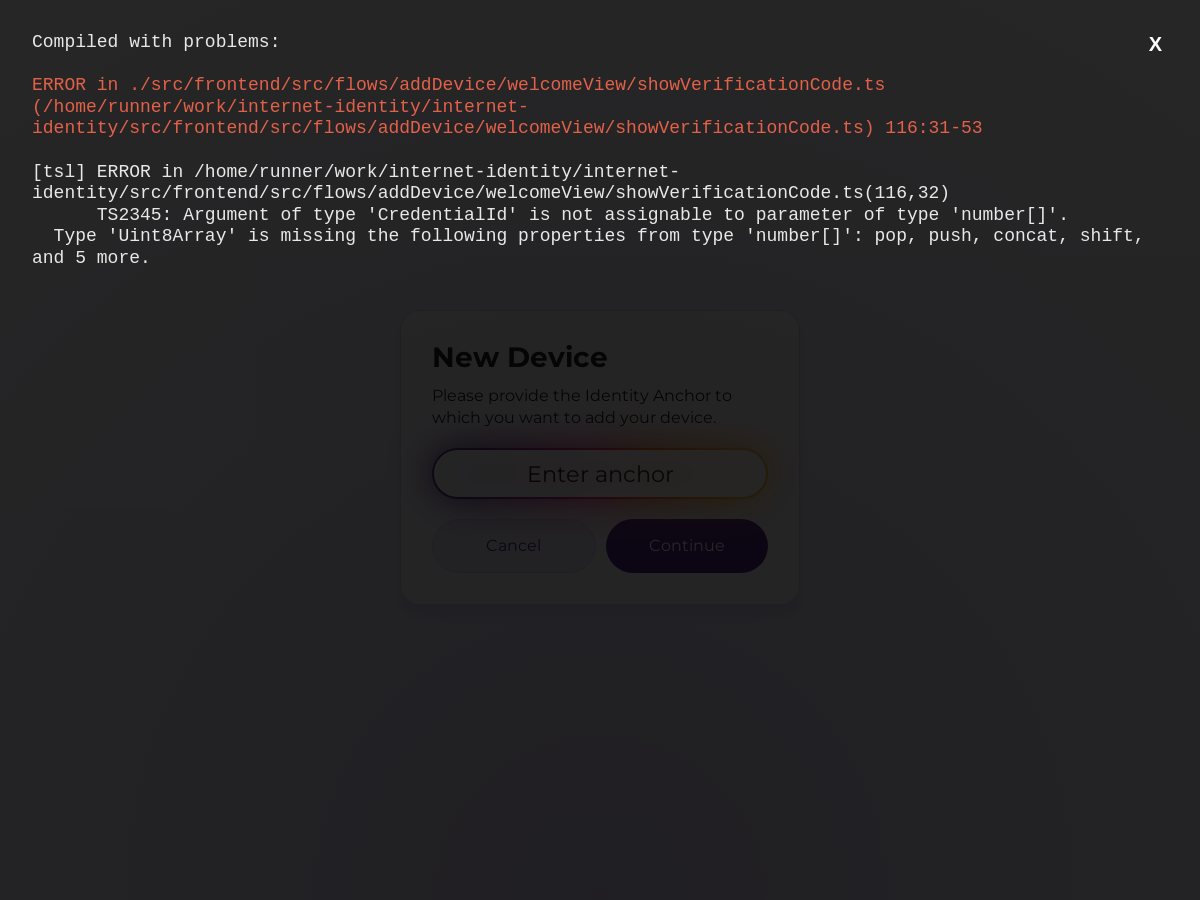 Compiled with problems:
X
ERROR in ./src/frontend/src/flows/addDevice/welcomeView/showVerificationCode.ts
(/home/runner/work/internet-identity/internet-
identity/src/frontend/src/flows/addDevice/welcomeView/showVerificationCode.ts) 116:31-53
[tsl] ERROR in /home/runner/work/internet-identity/internet-
identity/src/frontend/src/flows/addDevice/welcomeView/showVerificationCode.ts(116,32)
TS2345: Argument of type 'CredentialId' is not assignable to parameter of type 'number[]'.
Type 'Uint8Array' is missing the following properties from type 'number[]': pop, push, concat, shift,
and 5 more.
New Device
Please provide the Identity Anchor to
which you want to add your device.
Enter anchor
Cancel
Continue